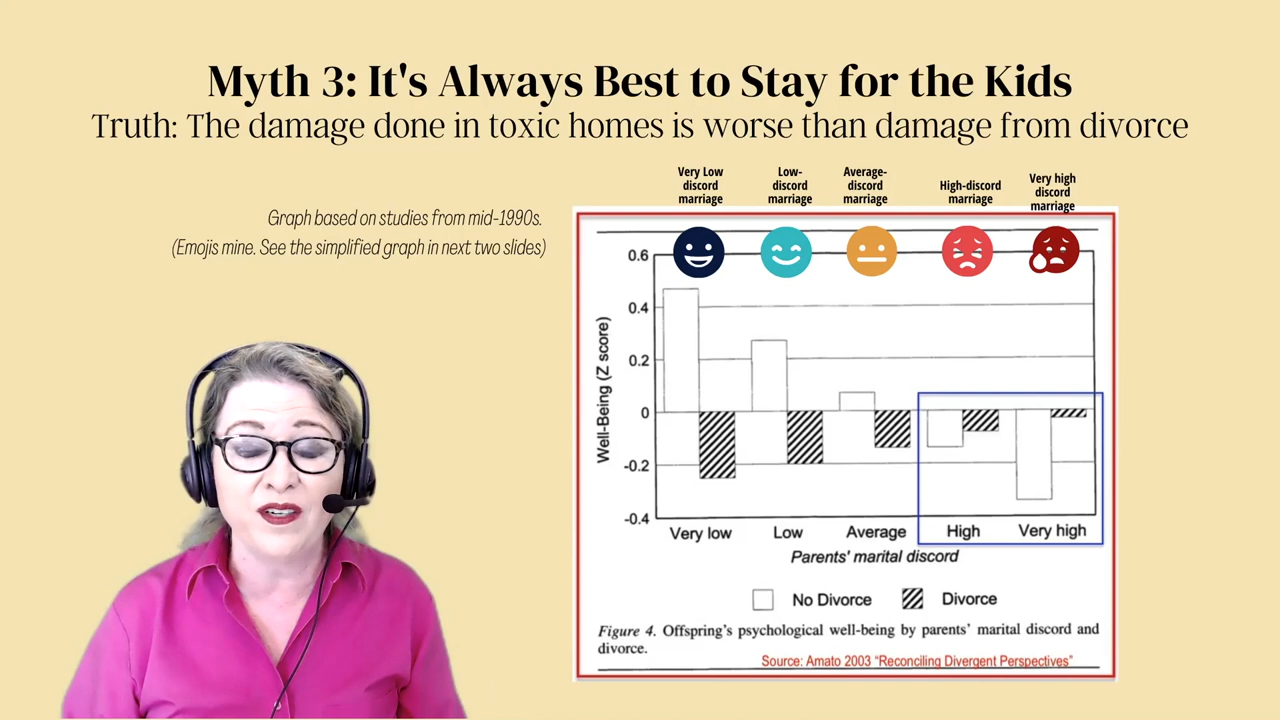 Myth 3: It's Always Best to Stay for the Kids
Truth: The damage done in toxic homes is worse than damage from divorce
Graph based on studies from mid-1990s.
(Emojis mine. See the simplified graph in next two slides)
Very Low
discord
marriage
Low-
discord
marriage
Average-
discord
marriage
High-discord
marriage
Very high
discord
marriage
Well-Being (Z score)
0.6
0.4
0.2
0
-0.2
-0.4
Very low
Low
Average
High
Very high
Parents' marital discord
No Divorce
Divorce
Figure 4. Offspring's psychological well-being by parents' marital discord and
divorce.
Source: Amato 2003 "Reconciling Divergent Perspectives"